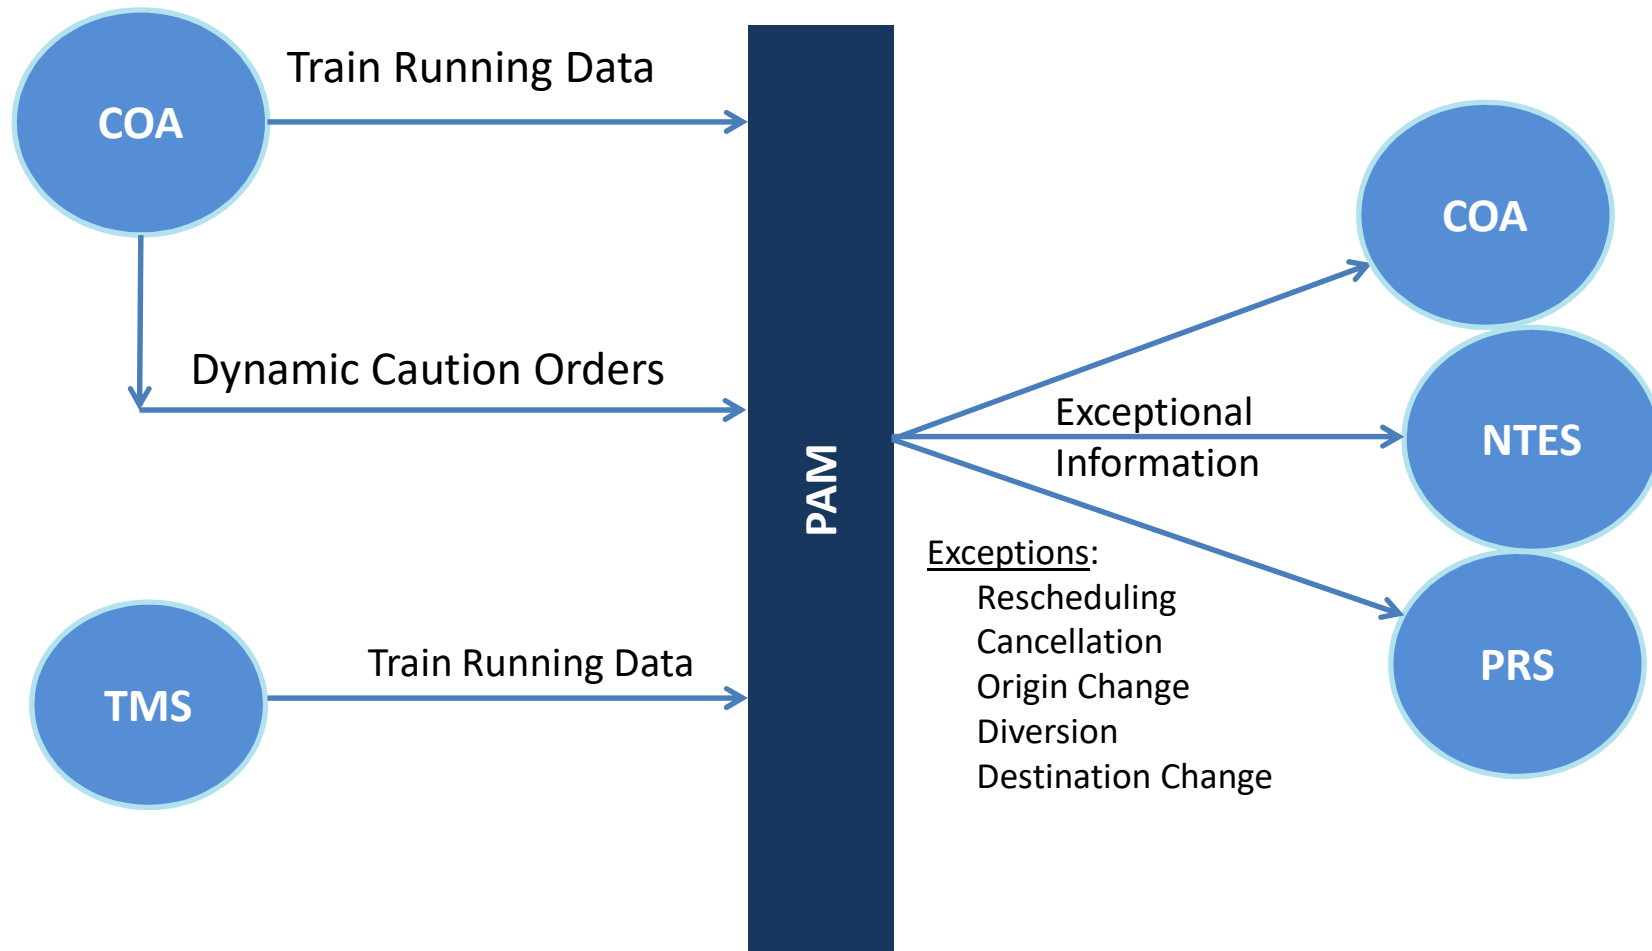 COA
Train Running Data
Dynamic Caution Orders
TMS
Train Running Data
PAM
COA
Exceptional
Information
NTES
PRS
Exceptions:
Rescheduling
Cancellation
Origin Change
Diversion
Destination Change